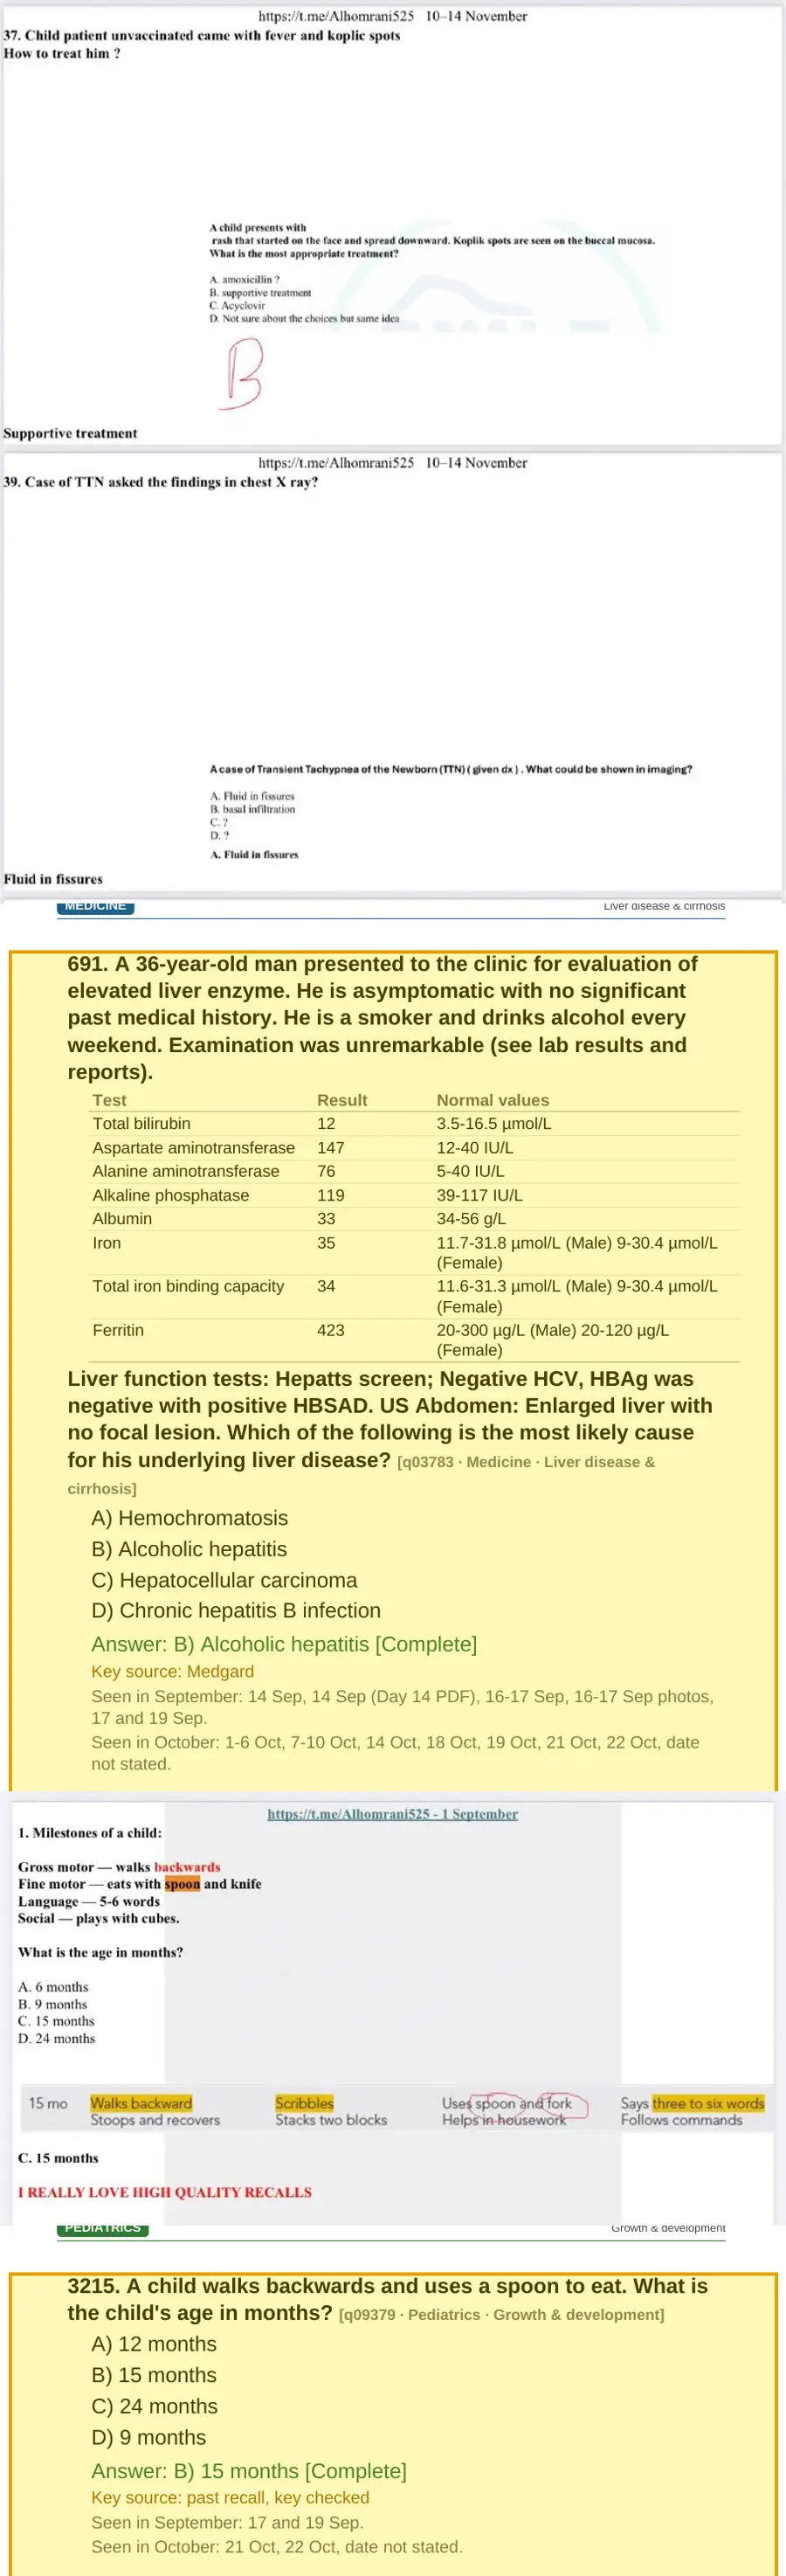 https://t.me/Alhomrani525 10–14 November
37. Child patient unvaccinated came with fever and koplic spots
How to treat him ?
A child presents with
rash that started on the face and spread downward. Koplik spots are seen on the buccal mucosa.
What is the most appropriate treatment?
A. amoxicillin ?
B. supportive treatment
C. Acyclovir
D. Not sure about the choices but same idea
B
Supportive treatment
https://t.me/Alhomrani525 10–14 November
39. Case of TTN asked the findings in chest X ray?
A case of Transient Tachypnea of the Newborn (TTN) ( given dx ) . What could be shown in imaging?
A. Fluid in fissures
B. basal infiltration
C. ?
D. ?
A. Fluid in fissures
Fluid in fissures
MEDICINE Liver disease & cirrhosis
691. A 36-year-old man presented to the clinic for evaluation of
elevated liver enzyme. He is asymptomatic with no significant
past medical history. He is a smoker and drinks alcohol every
weekend. Examination was unremarkable (see lab results and
reports).
Test Result Normal values
Total bilirubin 12 3.5-16.5 µmol/L
Aspartate aminotransferase 147 12-40 IU/L
Alanine aminotransferase 76 5-40 IU/L
Alkaline phosphatase 119 39-117 IU/L
Albumin 33 34-56 g/L
Iron 35 11.7-31.8 µmol/L (Male) 9-30.4 µmol/L
(Female)
Total iron binding capacity 34 11.6-31.3 µmol/L (Male) 9-30.4 µmol/L
(Female)
Ferritin 423 20-300 µg/L (Male) 20-120 µg/L
(Female)
Liver function tests: Hepatts screen; Negative HCV, HBAg was
negative with positive HBSAD. US Abdomen: Enlarged liver with
no focal lesion. Which of the following is the most likely cause
for his underlying liver disease? [q03783 · Medicine · Liver disease &
cirrhosis]
A) Hemochromatosis
B) Alcoholic hepatitis
C) Hepatocellular carcinoma
D) Chronic hepatitis B infection
Answer: B) Alcoholic hepatitis [Complete]
Key source: Medgard
Seen in September: 14 Sep, 14 Sep (Day 14 PDF), 16-17 Sep, 16-17 Sep photos,
17 and 19 Sep.
Seen in October: 1-6 Oct, 7-10 Oct, 14 Oct, 18 Oct, 19 Oct, 21 Oct, 22 Oct, date
not stated.
https://t.me/Alhomrani525 - 1 September
1. Milestones of a child:
Gross motor — walks backwards
Fine motor — eats with spoon and knife
Language — 5-6 words
Social — plays with cubes.
What is the age in months?
A. 6 months
B. 9 months
C. 15 months
D. 24 months
15 mo Walks backward Scribbles Uses spoon and fork Says three to six words
Stoops and recovers Stacks two blocks Helps in housework Follows commands
C. 15 months
I REALLY LOVE HIGH QUALITY RECALLS
PEDIATRICS Growth & development
3215. A child walks backwards and uses a spoon to eat. What is
the child's age in months? [q09379 · Pediatrics · Growth & development]
A) 12 months
B) 15 months
C) 24 months
D) 9 months
Answer: B) 15 months [Complete]
Key source: past recall, key checked
Seen in September: 17 and 19 Sep.
Seen in October: 21 Oct, 22 Oct, date not stated.